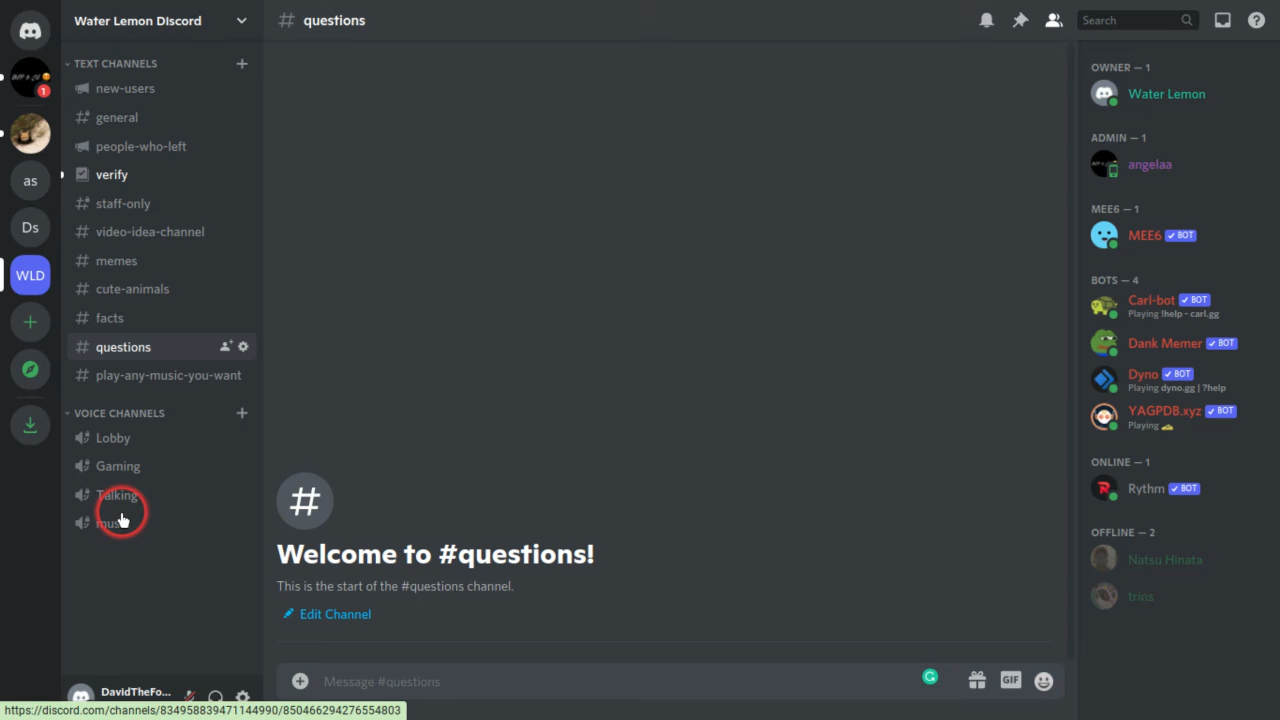 Water Lemon Discord
# questions
Search
1
as
Ds
WLD
TEXT CHANNELS
new-users
general
people-who-left
verify
staff-only
video-idea-channel
memes
cute-animals
facts
questions
play-any-music-you-want
VOICE CHANNELS
Lobby
Gaming
Talking
Welcome to #questions!
This is the start of the #questions channel.
Edit Channel
Message #questions
GIF
DavidTheFo...
https://discord.com/channels/834958839471144990/850466294276554803
OWNER — 1
Water Lemon
ADMIN — 1
angelaa
MEE6 — 1
MEE6 ✓ BOT
BOTS — 4
Carl-bot ✓ BOT
Playing !help - carl.gg
Dank Memer ✓ BOT
Dyno ✓ BOT
Playing dyno.gg | ?help
YAGPDB.xyz ✓ BOT
Playing
ONLINE — 1
Rythm ✓ BOT
OFFLINE — 2
Natsu Hinata
trins